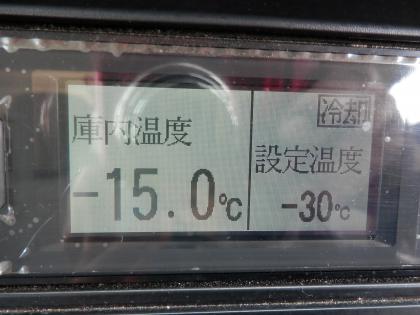 庫内温度
-15.0℃
冷却
設定温度
-30℃